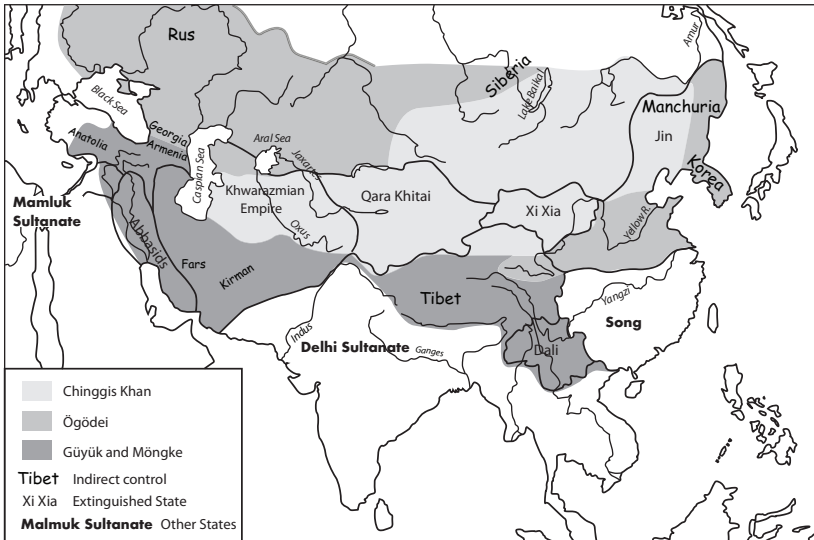 Rus
Siberia
Amur
Lake Baikal
Manchuria
Black Sea
Georgia
Anatolia
Armenia
Aral Sea
Jaxartes
Jin
Korea
Caspian Sea
Khwarazmian
Empire
Qara Khitai
Xi Xia
Mamluk
Sultanate
Abbasids
Oxus
Yellow R.
Fars
Kirman
Tibet
Yangzi
Song
Indus
Delhi Sultanate
Ganges
Dali
Chinggis Khan
Ögödei
Güyük and Möngke
Tibet Indirect control
Xi Xia Extinguished State
Malmuk Sultanate Other States